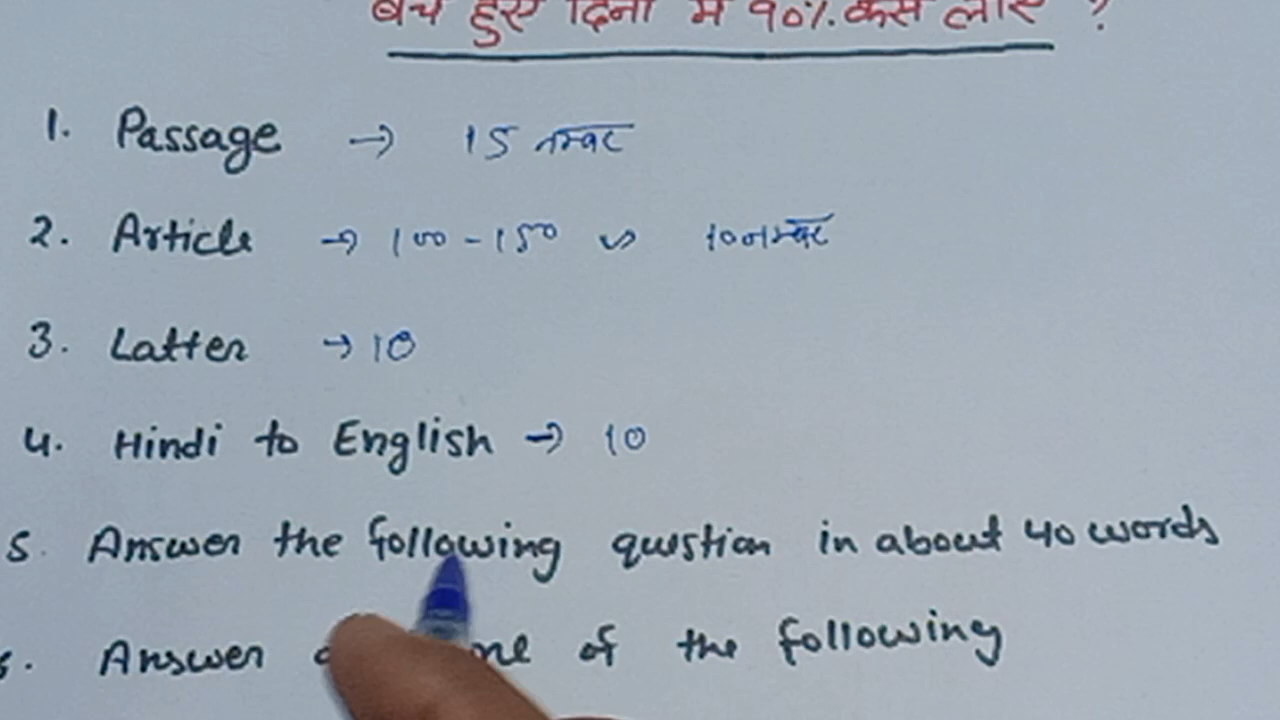 बचे हुए दिनों में 90% कैसे लाए ?
1. Passage → 15 नम्बर
2. Article → 100-150 10 नम्बर
3. Latter → 10
4. Hindi to English → 10
5. Answer the following qustion in about 40 words
6. Answer of the following